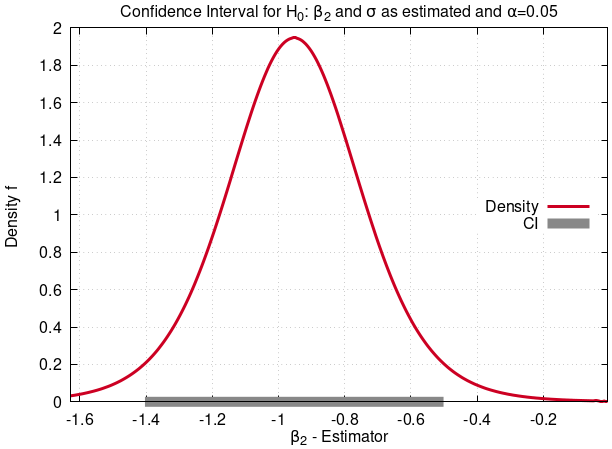 Confidence Interval for H₀: β₂ and σ as estimated and α=0.05
2
1.8
1.6
1.4
1.2
1
0.8
0.6
0.4
0.2
0
Density f
Density
CI
-1.6 -1.4 -1.2 -1 -0.8 -0.6 -0.4 -0.2
β₂ - Estimator